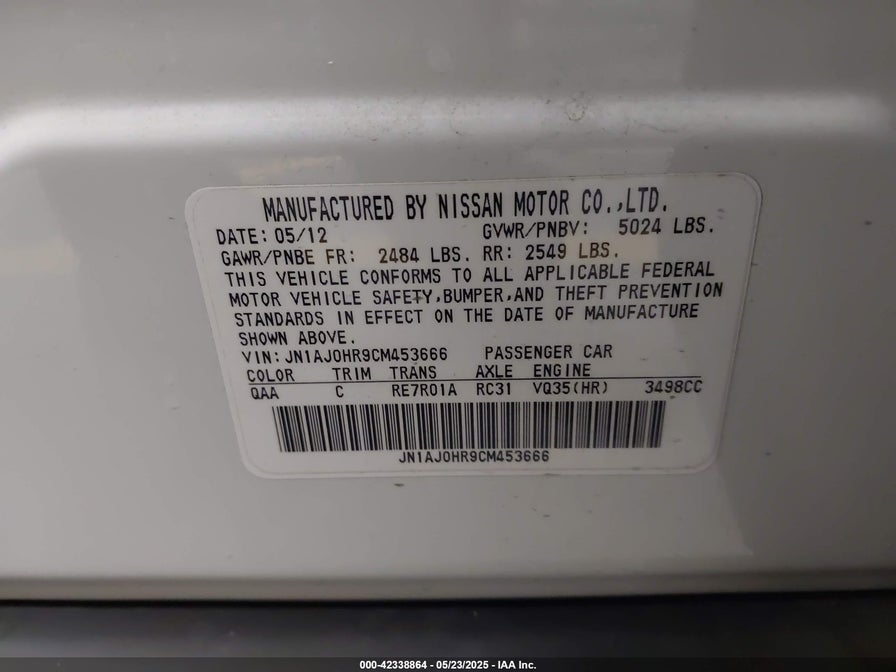 MANUFACTURED BY NISSAN MOTOR CO.,LTD.
DATE: 05/12 GVWR/PNBV: 5024 LBS.
GAWR/PNBE FR: 2484 LBS. RR: 2549 LBS.
THIS VEHICLE CONFORMS TO ALL APPLICABLE FEDERAL
MOTOR VEHICLE SAFETY,BUMPER,AND THEFT PREVENTION
STANDARDS IN EFFECT ON THE DATE OF MANUFACTURE
SHOWN ABOVE.
VIN: JN1AJ0HR9CM453666 PASSENGER CAR
COLOR TRIM TRANS AXLE ENGINE
QAA C RE7R01A RC31 VQ35(HR) 3498CC
JN1AJ0HR9CM453666
000-42338864 - 05/23/2025 - IAA Inc.